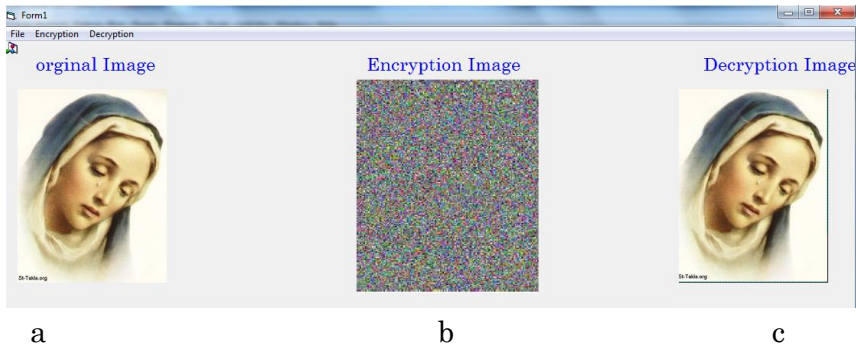 Form1
File Encryption Decryption
orginal Image Encryption Image Decryption Image
St-Takla.org St-Takla.org
a b c